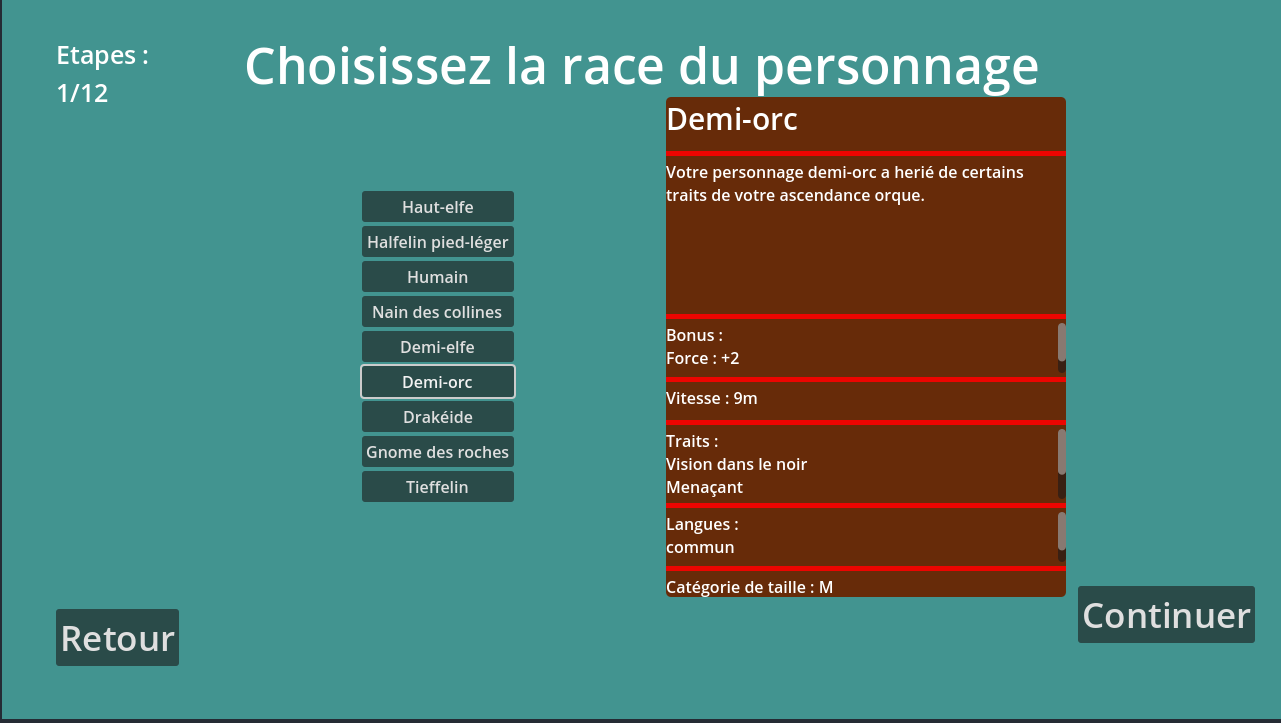 Etapes :
1/12
Choisissez la race du personnage
Haut-elfe
Halfelin pied-léger
Humain
Nain des collines
Demi-elfe
Demi-orc
Drakéide
Gnome des roches
Tieffelin
Demi-orc
Votre personnage demi-orc a herié de certains
traits de votre ascendance orque.
Bonus :
Force : +2
Vitesse : 9m
Traits :
Vision dans le noir
Menaçant
Langues :
commun
Catégorie de taille : M
Retour
Continuer